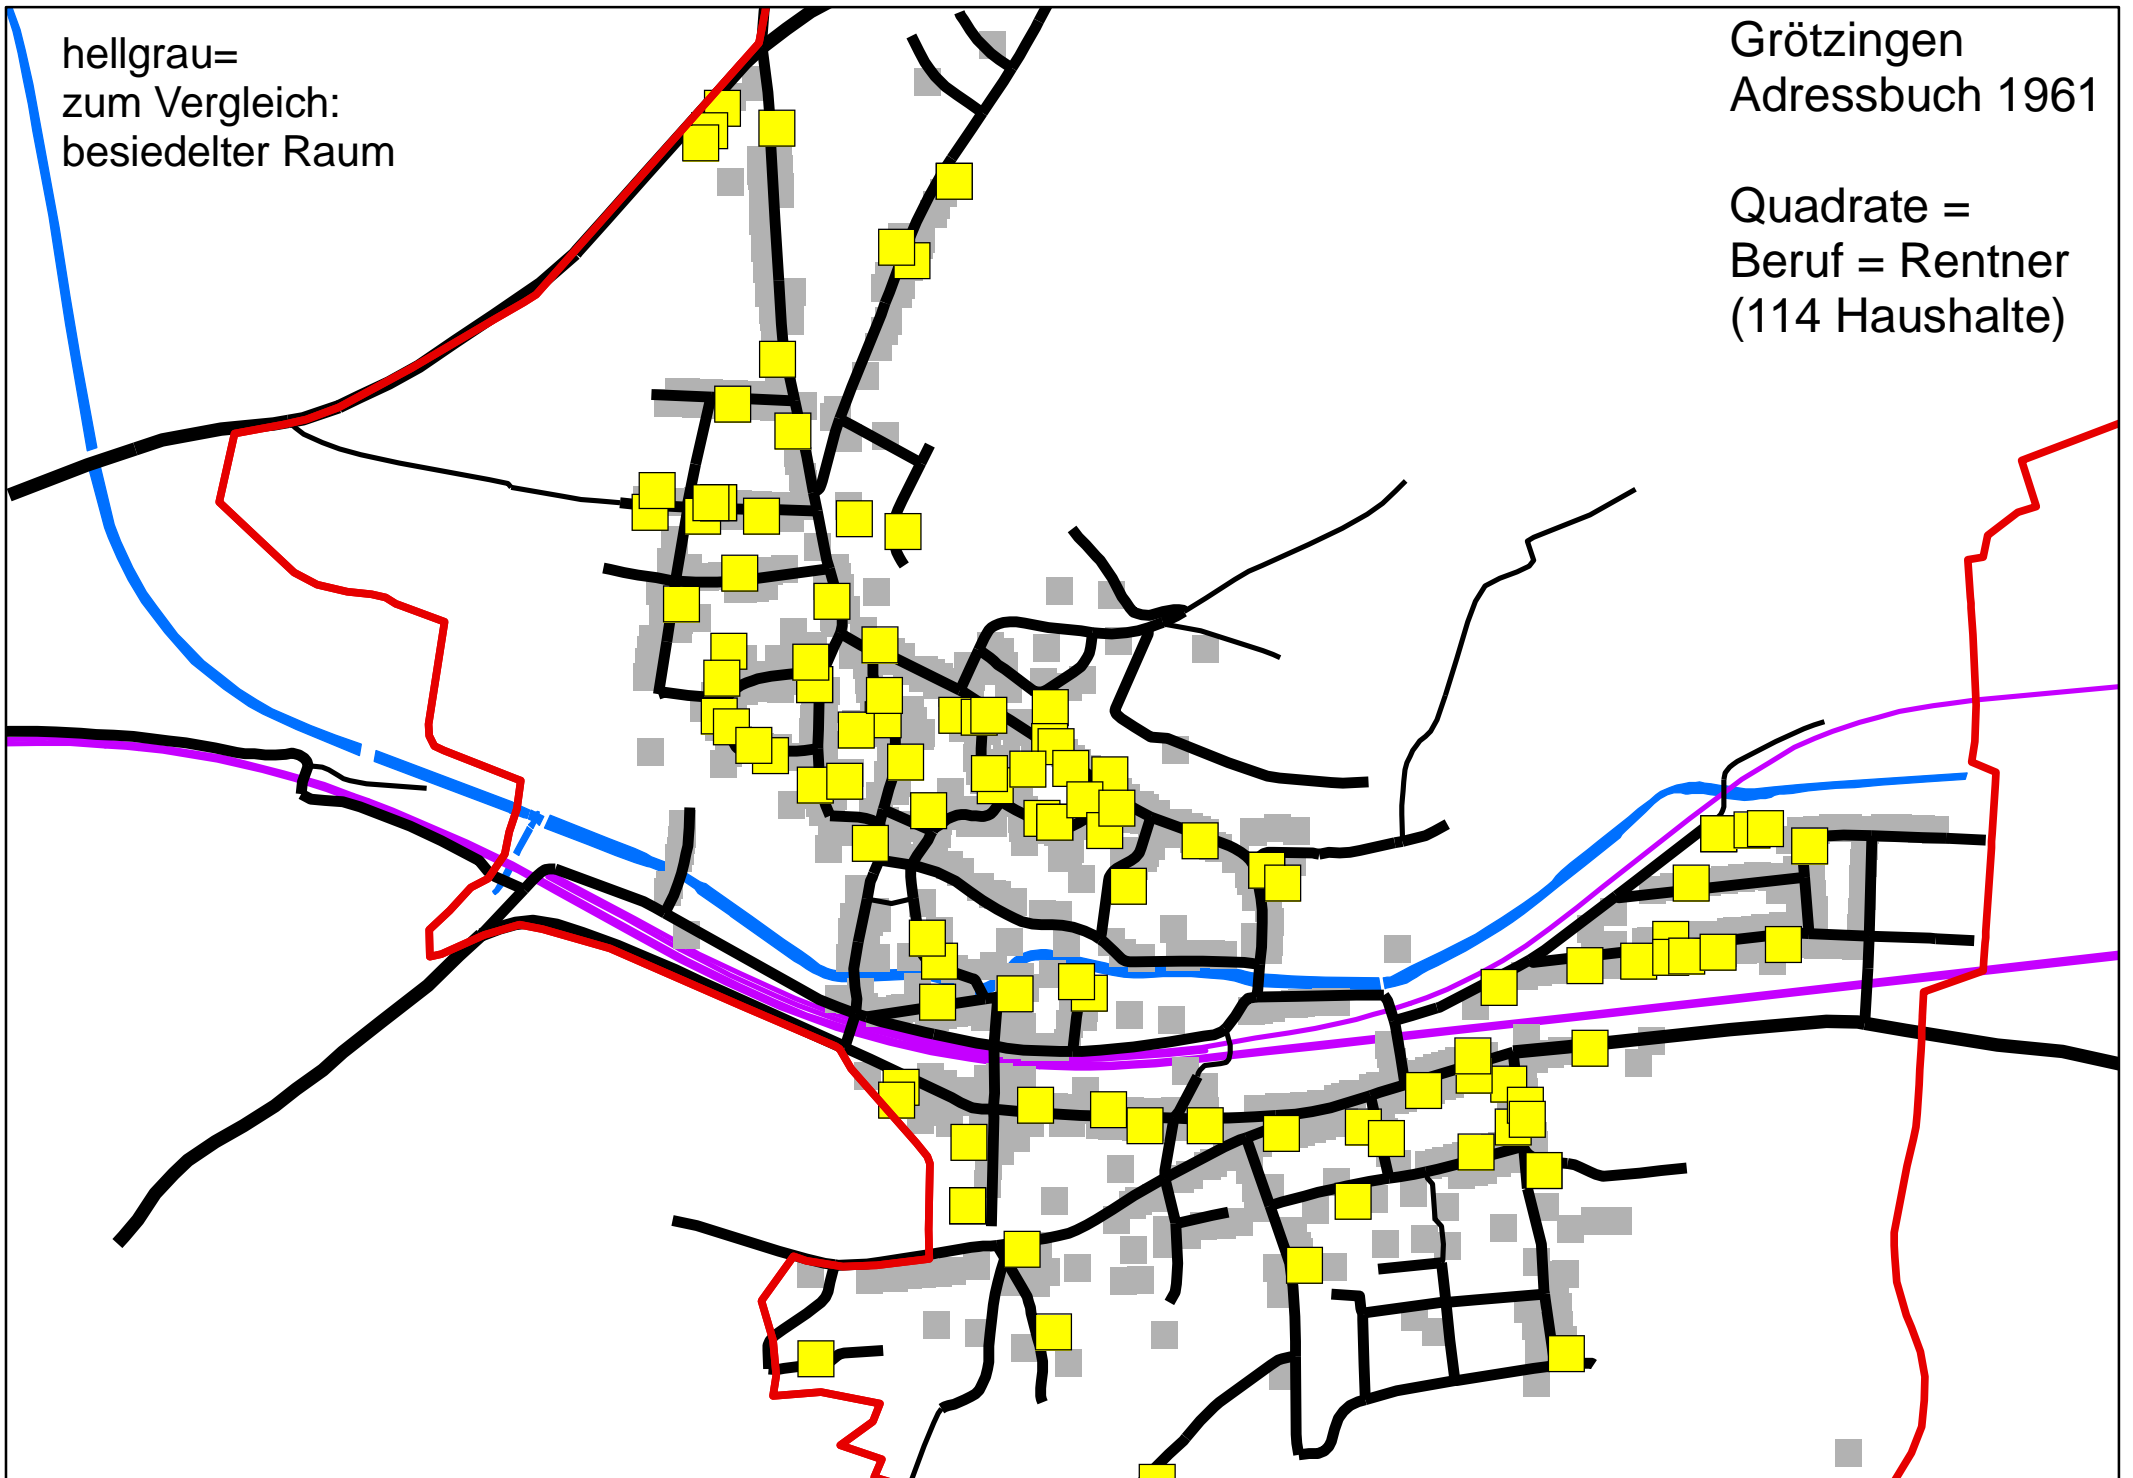 hellgrau=
zum Vergleich:
besiedelter Raum
Grötzingen
Adressbuch 1961
Quadrate =
Beruf = Rentner
(114 Haushalte)